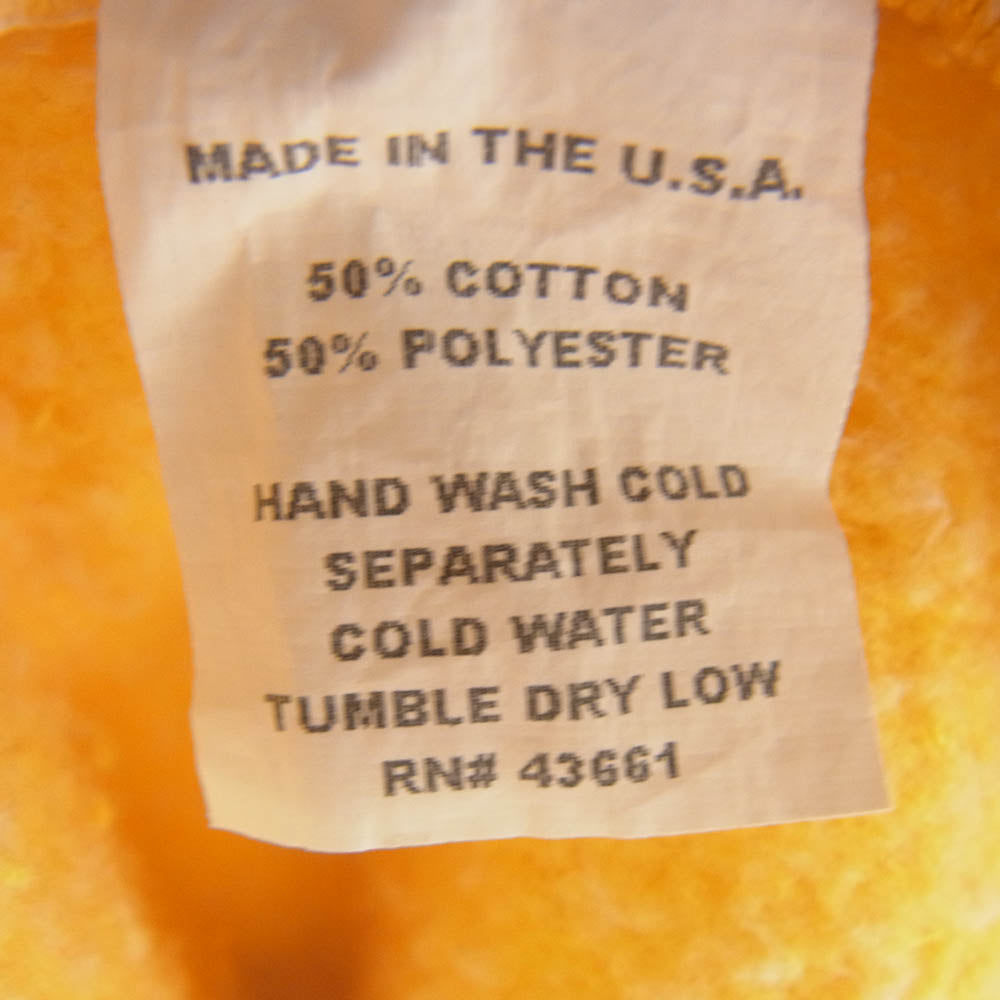 MADE IN THE U.S.A.
50% COTTON
50% POLYESTER
HAND WASH COLD
SEPARATELY
COLD WATER
TUMBLE DRY LOW
RN# 43661